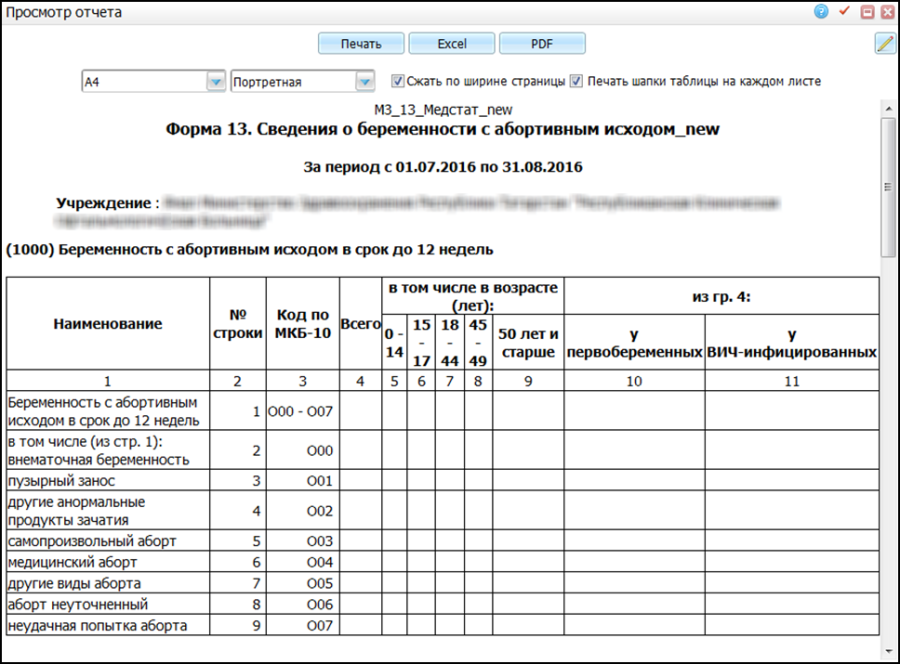 Просмотр отчета
Печать Excel PDF
A4 Портретная Сжать по ширине страницы Печать шапки таблицы на каждом листе
МЗ_13_Медстат_new
Форма 13. Сведения о беременности с абортивным исходом_new
За период с 01.07.2016 по 31.08.2016
Учреждение :
(1000) Беременность с абортивным исходом в срок до 12 недель
Наименование
№
строки
Код по
МКБ-10
Всего
в том числе в возрасте
(лет):
0 -
14
15
-
17
18
-
44
45
-
49
50 лет и
старше
из гр. 4:
у
первобеременных
у
ВИЧ-инфицированных
1 2 3 4 5 6 7 8 9 10 11
Беременность с абортивным
исходом в срок до 12 недель 1 O00 - O07
в том числе (из стр. 1):
внематочная беременность 2 O00
пузырный занос 3 O01
другие анормальные
продукты зачатия 4 O02
самопроизвольный аборт 5 O03
медицинский аборт 6 O04
другие виды аборта 7 O05
аборт неуточненный 8 O06
неудачная попытка аборта 9 O07